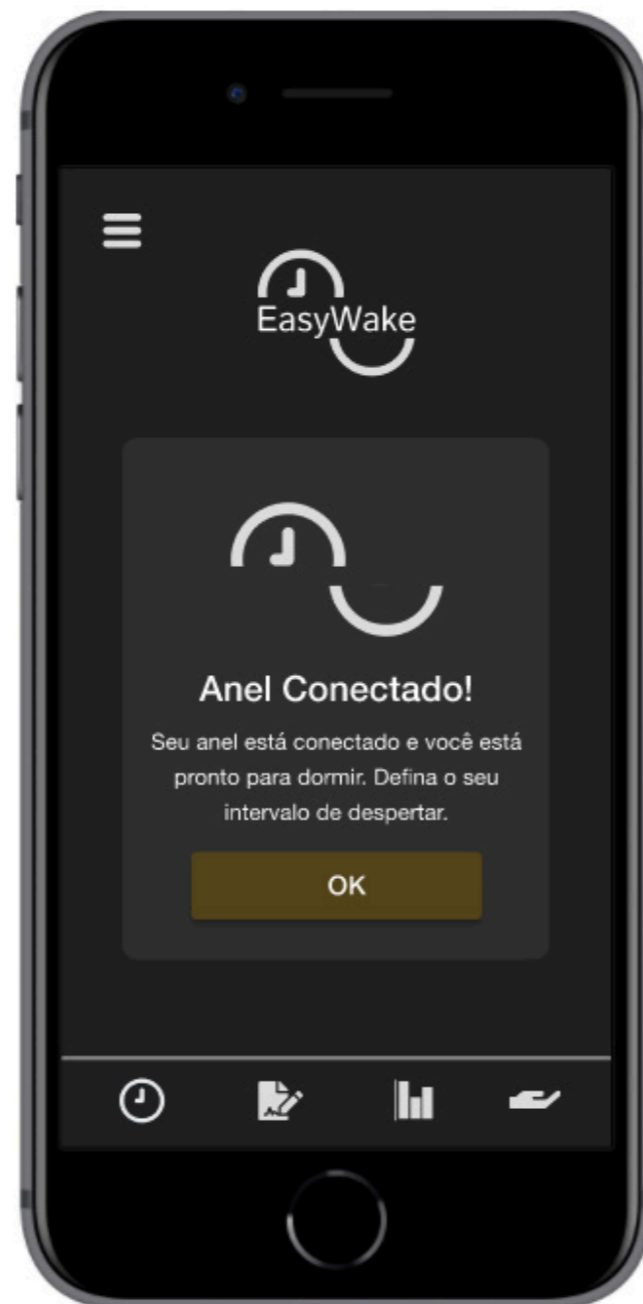 EasyWake
Anel Conectado!
Seu anel está conectado e você está
pronto para dormir. Defina o seu
intervalo de despertar.
OK